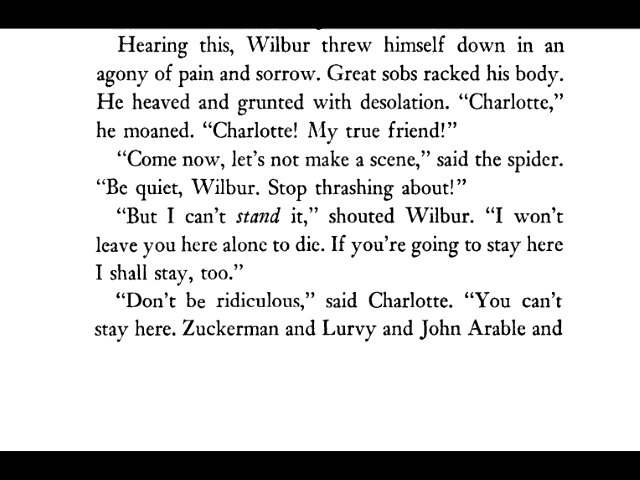 Hearing this, Wilbur threw himself down in an
agony of pain and sorrow. Great sobs racked his body.
He heaved and grunted with desolation. “Charlotte,”
he moaned. “Charlotte! My true friend!”
“Come now, let’s not make a scene,” said the spider.
“Be quiet, Wilbur. Stop thrashing about!”
“But I can’t stand it,” shouted Wilbur. “I won’t
leave you here alone to die. If you’re going to stay here
I shall stay, too.”
“Don’t be ridiculous,” said Charlotte. “You can’t
stay here. Zuckerman and Lurvy and John Arable and